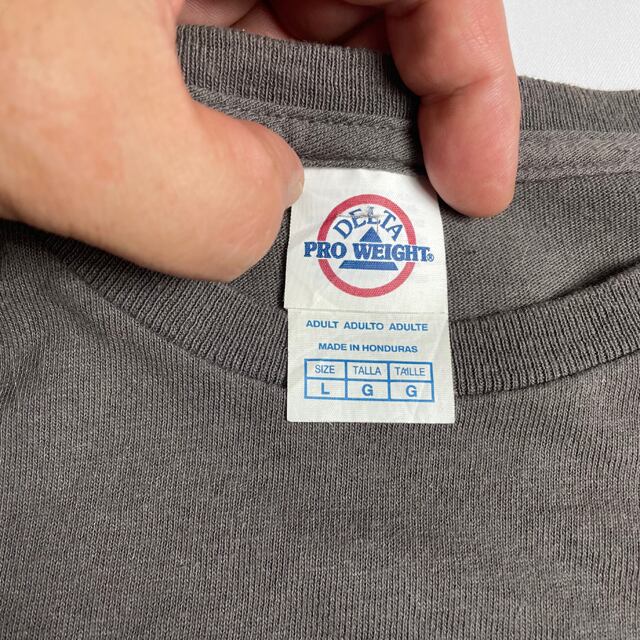 DELTA
PRO WEIGHT®
ADULT ADULTO ADULTE
MADE IN HONDURAS
SIZE TALLA TAILLE
L G G